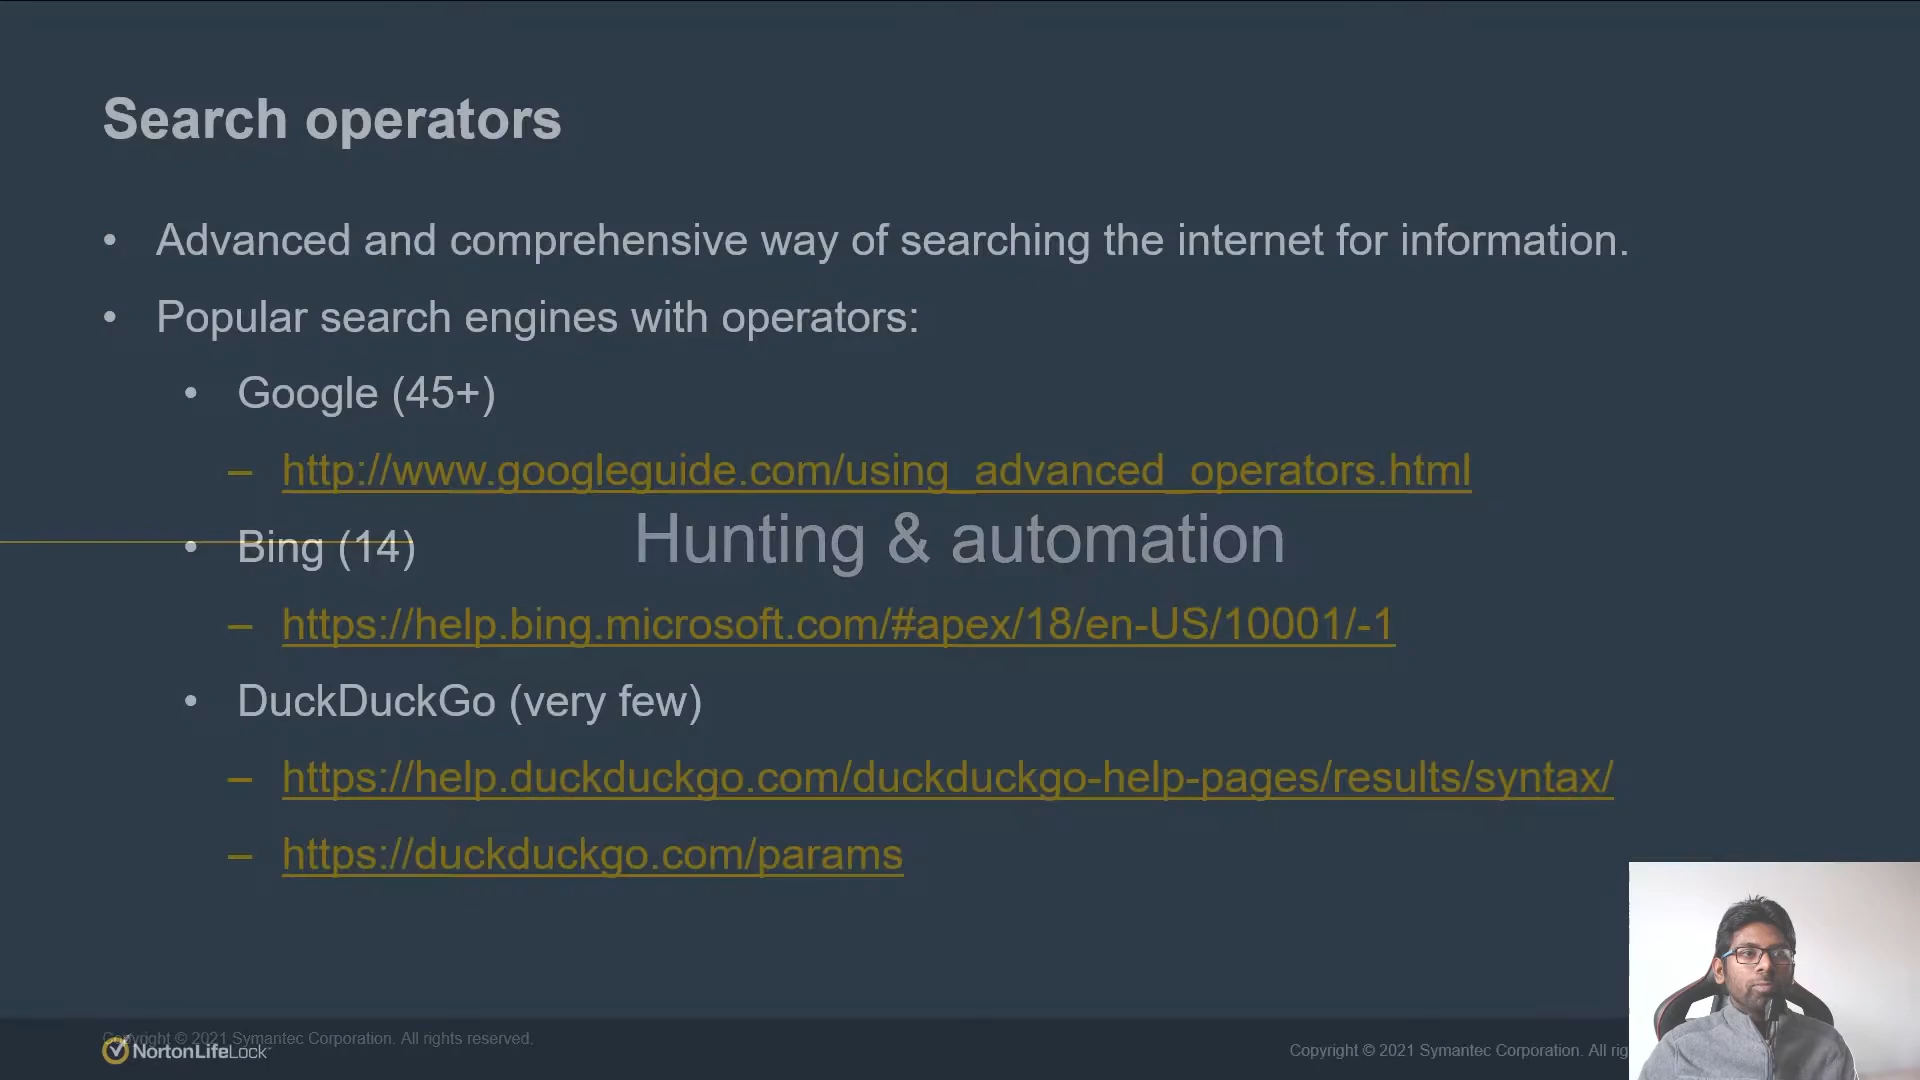 Search operators
• Advanced and comprehensive way of searching the internet for information.
• Popular search engines with operators:
• Google (45+)
– http://www.googleguide.com/using_advanced_operators.html
Hunting & automation
• Bing (14)
– https://help.bing.microsoft.com/#apex/18/en-US/10001/-1
• DuckDuckGo (very few)
– https://help.duckduckgo.com/duckduckgo-help-pages/results/syntax/
– https://duckduckgo.com/params
Copyright © 2021 Symantec Corporation. All rights reserved.
NortonLifeLock
Copyright © 2021 Symantec Corporation. All rig